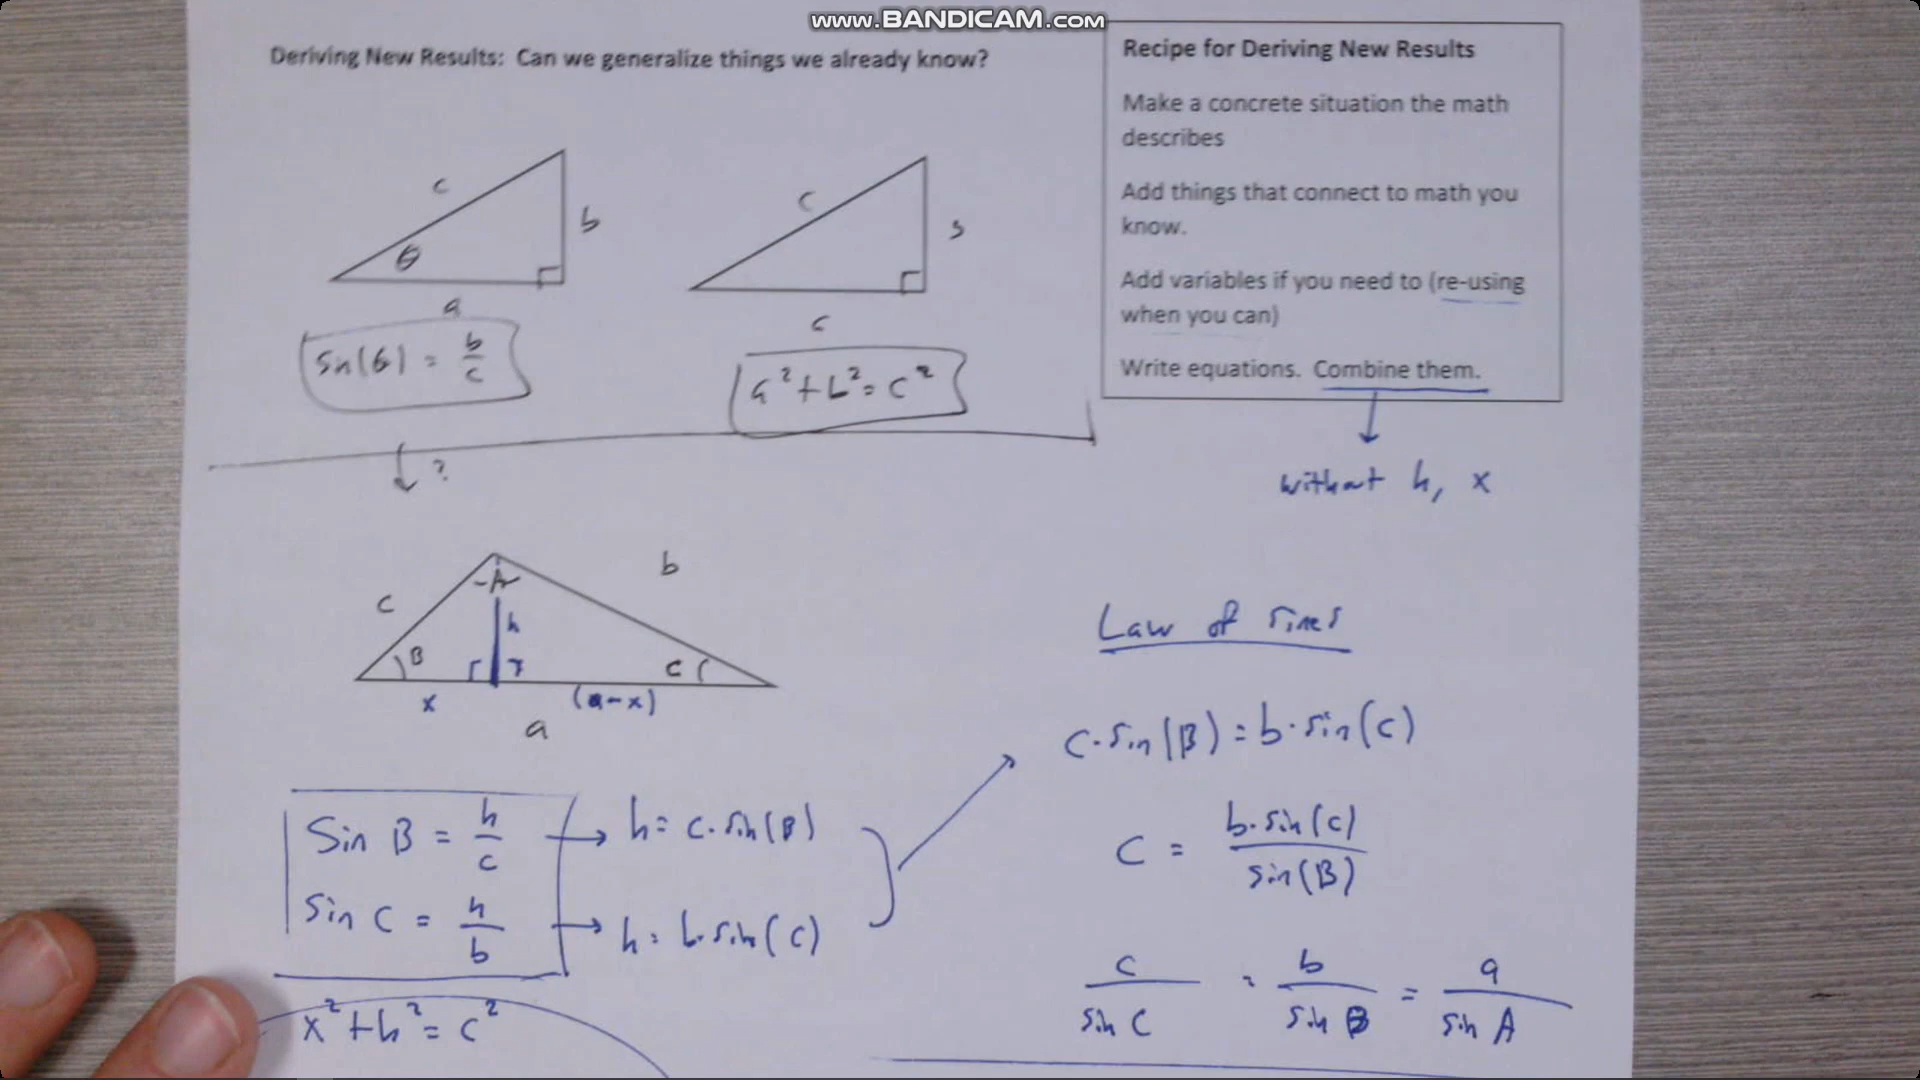 www.BANDICAM.com
Deriving New Results: Can we generalize things we already know?
c
b
θ
a
sin(θ) = b/c
c
a² + b² = c²
Recipe for Deriving New Results
Make a concrete situation the math
describes
Add things that connect to math you
know.
Add variables if you need to (re-using
when you can)
Write equations. Combine them.
without h, x
?
A
b
c
h
B
C
x
(a-x)
a
Sin B = h/c
→ h = c·sin(B)
sin C = h/b
→ h = b·sin(C)
x² + h² = c²
Law of sines
c·sin(B) = b·sin(C)
C = b·sin(C)/sin(B)
c/sin C = b/sin B = a/sin A